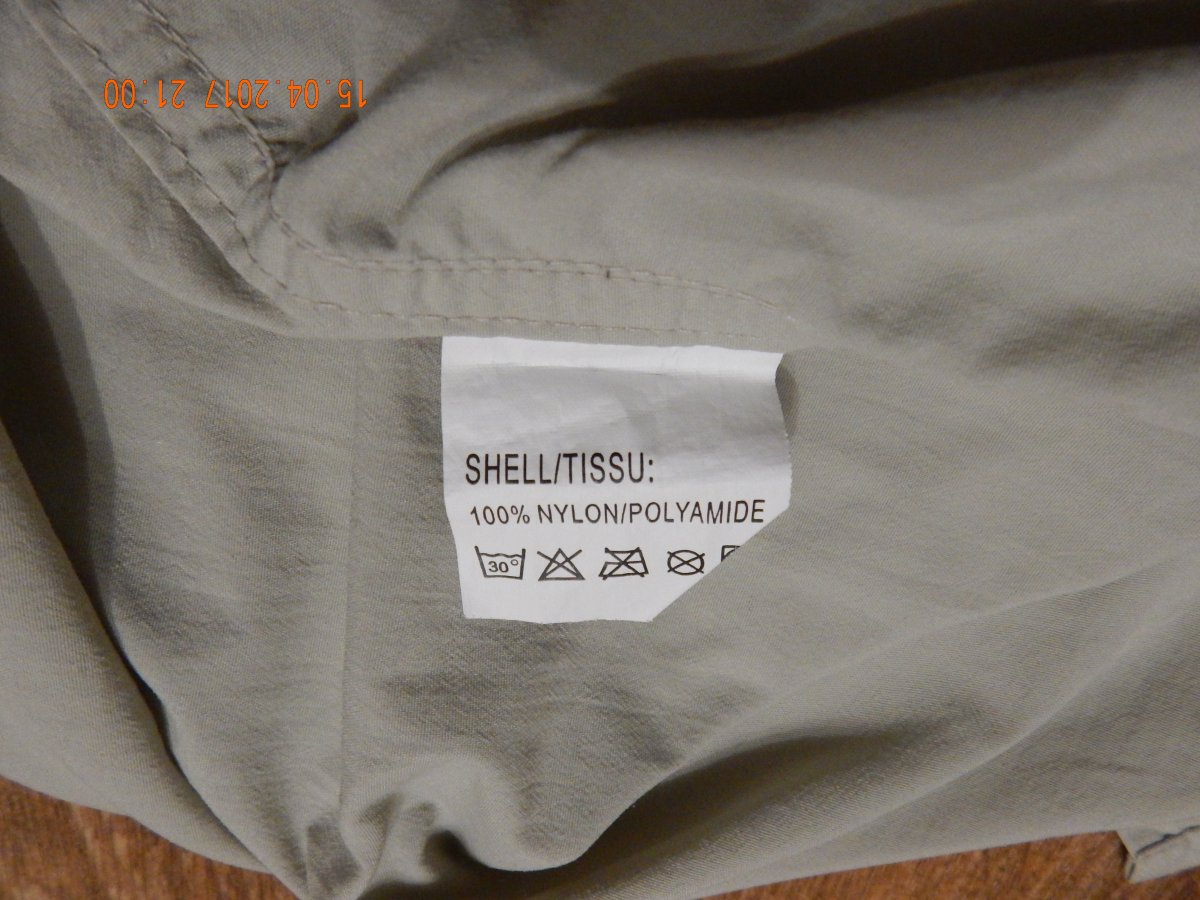 15.04.2017 21:00
SHELL/TISSU:
100% NYLON/POLYAMIDE
30°